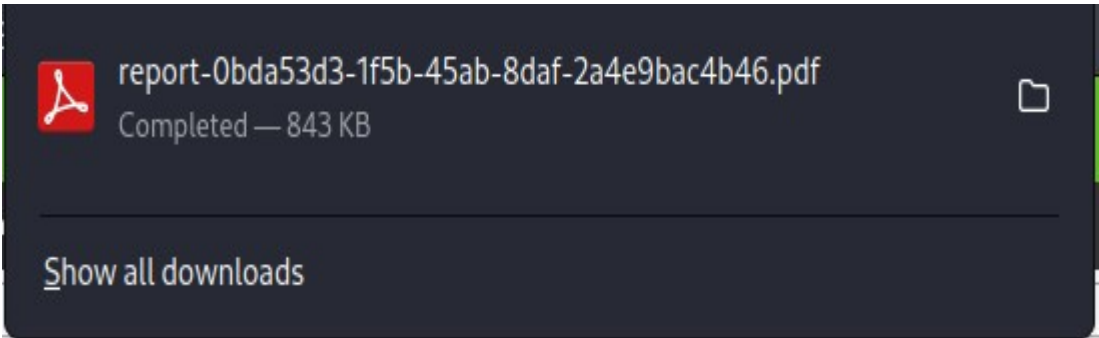 report-0bda53d3-1f5b-45ab-8daf-2a4e9bac4b46.pdf
Completed — 843 KB
Show all downloads